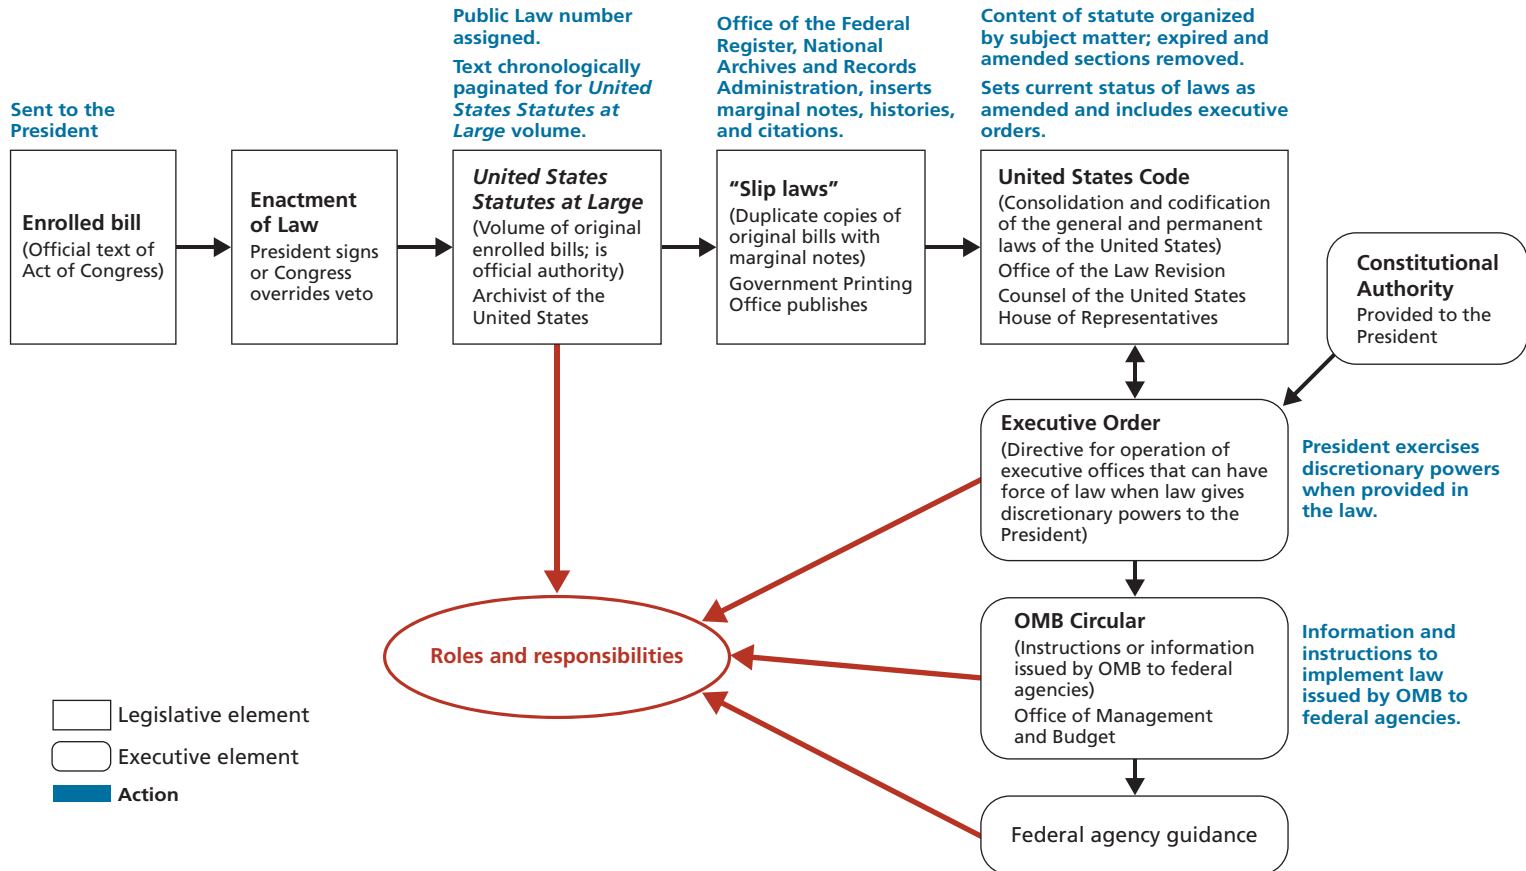 Sent to the
President
Public Law number
assigned.
Text chronologically
paginated for United
States Statutes at
Large volume.
Office of the Federal
Register, National
Archives and Records
Administration, inserts
marginal notes, histories,
and citations.
Content of statute organized
by subject matter; expired and
amended sections removed.
Sets current status of laws as
amended and includes executive
orders.
Enrolled bill
(Official text of
Act of Congress)
Enactment
of Law
President signs
or Congress
overrides veto
United States
Statutes at Large
(Volume of original
enrolled bills; is
official authority)
Archivist of the
United States
“Slip laws”
(Duplicate copies of
original bills with
marginal notes)
Government Printing
Office publishes
United States Code
(Consolidation and codification
of the general and permanent
laws of the United States)
Office of the Law Revision
Counsel of the United States
House of Representatives
Constitutional
Authority
Provided to the
President
Executive Order
(Directive for operation of
executive offices that can have
force of law when law gives
discretionary powers to the
President)
President exercises
discretionary powers
when provided in
the law.
Roles and responsibilities
OMB Circular
(Instructions or information
issued by OMB to federal
agencies)
Office of Management
and Budget
Information and
instructions to
implement law
issued by OMB to
federal agencies.
Federal agency guidance
Legislative element
Executive element
Action